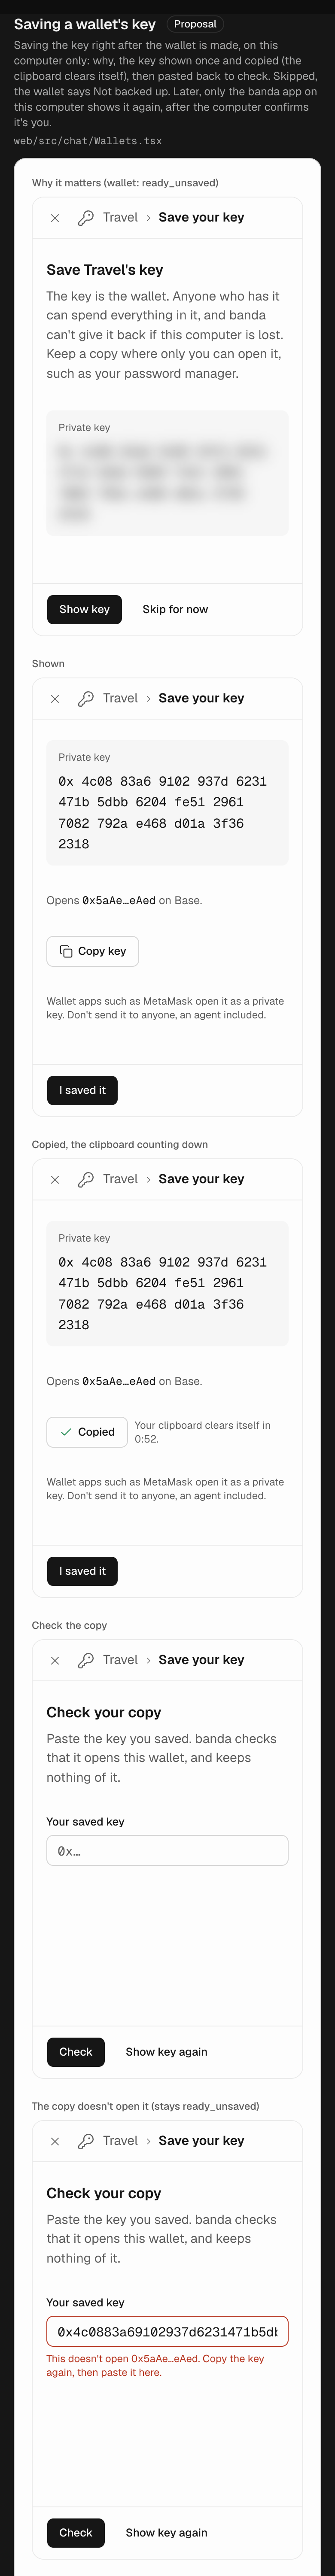 Saving a wallet's key Proposal
Saving the key right after the wallet is made, on this
computer only: why, the key shown once and copied (the
clipboard clears itself), then pasted back to check. Skipped,
the wallet says Not backed up. Later, only the banda app on
this computer shows it again, after the computer confirms
it's you.
web/src/chat/Wallets.tsx
Why it matters (wallet: ready_unsaved)
Travel › Save your key
Save Travel's key
The key is the wallet. Anyone who has it
can spend everything in it, and banda
can't give it back if this computer is lost.
Keep a copy where only you can open it,
such as your password manager.
Private key
Show key Skip for now
Shown
Travel › Save your key
Private key
0x 4c08 83a6 9102 937d 6231
471b 5dbb 6204 fe51 2961
7082 792a e468 d01a 3f36
2318
Opens 0x5aAe…eAed on Base.
Copy key
Wallet apps such as MetaMask open it as a private
key. Don't send it to anyone, an agent included.
I saved it
Copied, the clipboard counting down
Travel › Save your key
Private key
0x 4c08 83a6 9102 937d 6231
471b 5dbb 6204 fe51 2961
7082 792a e468 d01a 3f36
2318
Opens 0x5aAe…eAed on Base.
Copied Your clipboard clears itself in
0:52.
Wallet apps such as MetaMask open it as a private
key. Don't send it to anyone, an agent included.
I saved it
Check the copy
Travel › Save your key
Check your copy
Paste the key you saved. banda checks
that it opens this wallet, and keeps
nothing of it.
Your saved key
0x…
Check Show key again
The copy doesn't open it (stays ready_unsaved)
Travel › Save your key
Check your copy
Paste the key you saved. banda checks
that it opens this wallet, and keeps
nothing of it.
Your saved key
0x4c0883a69102937d6231471b5db
This doesn't open 0x5aAe…eAed. Copy the key
again, then paste it here.
Check Show key again